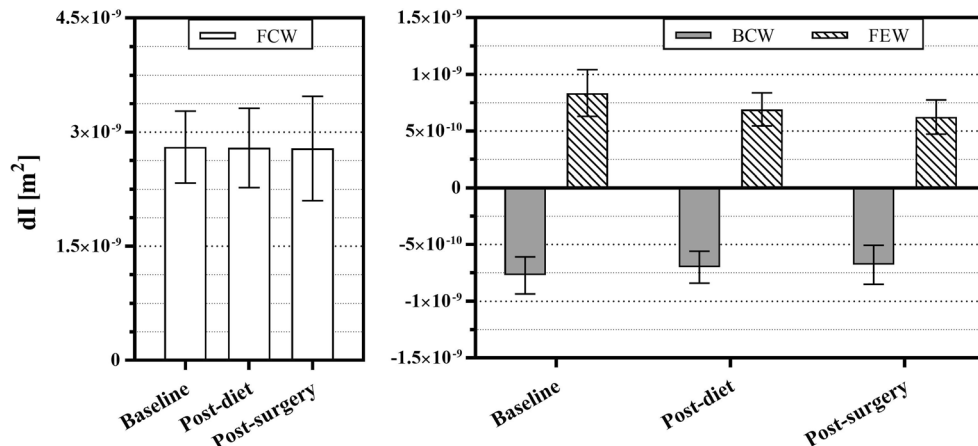 dI [m²]
4.5×10⁻⁹
3×10⁻⁹
1.5×10⁻⁹
0
FCW
Baseline
Post-diet
Post-surgery
1.5×10⁻⁹
1×10⁻⁹
5×10⁻¹⁰
0
-5×10⁻¹⁰
-1×10⁻⁹
-1.5×10⁻⁹
BCW FEW
Baseline
Post-diet
Post-surgery